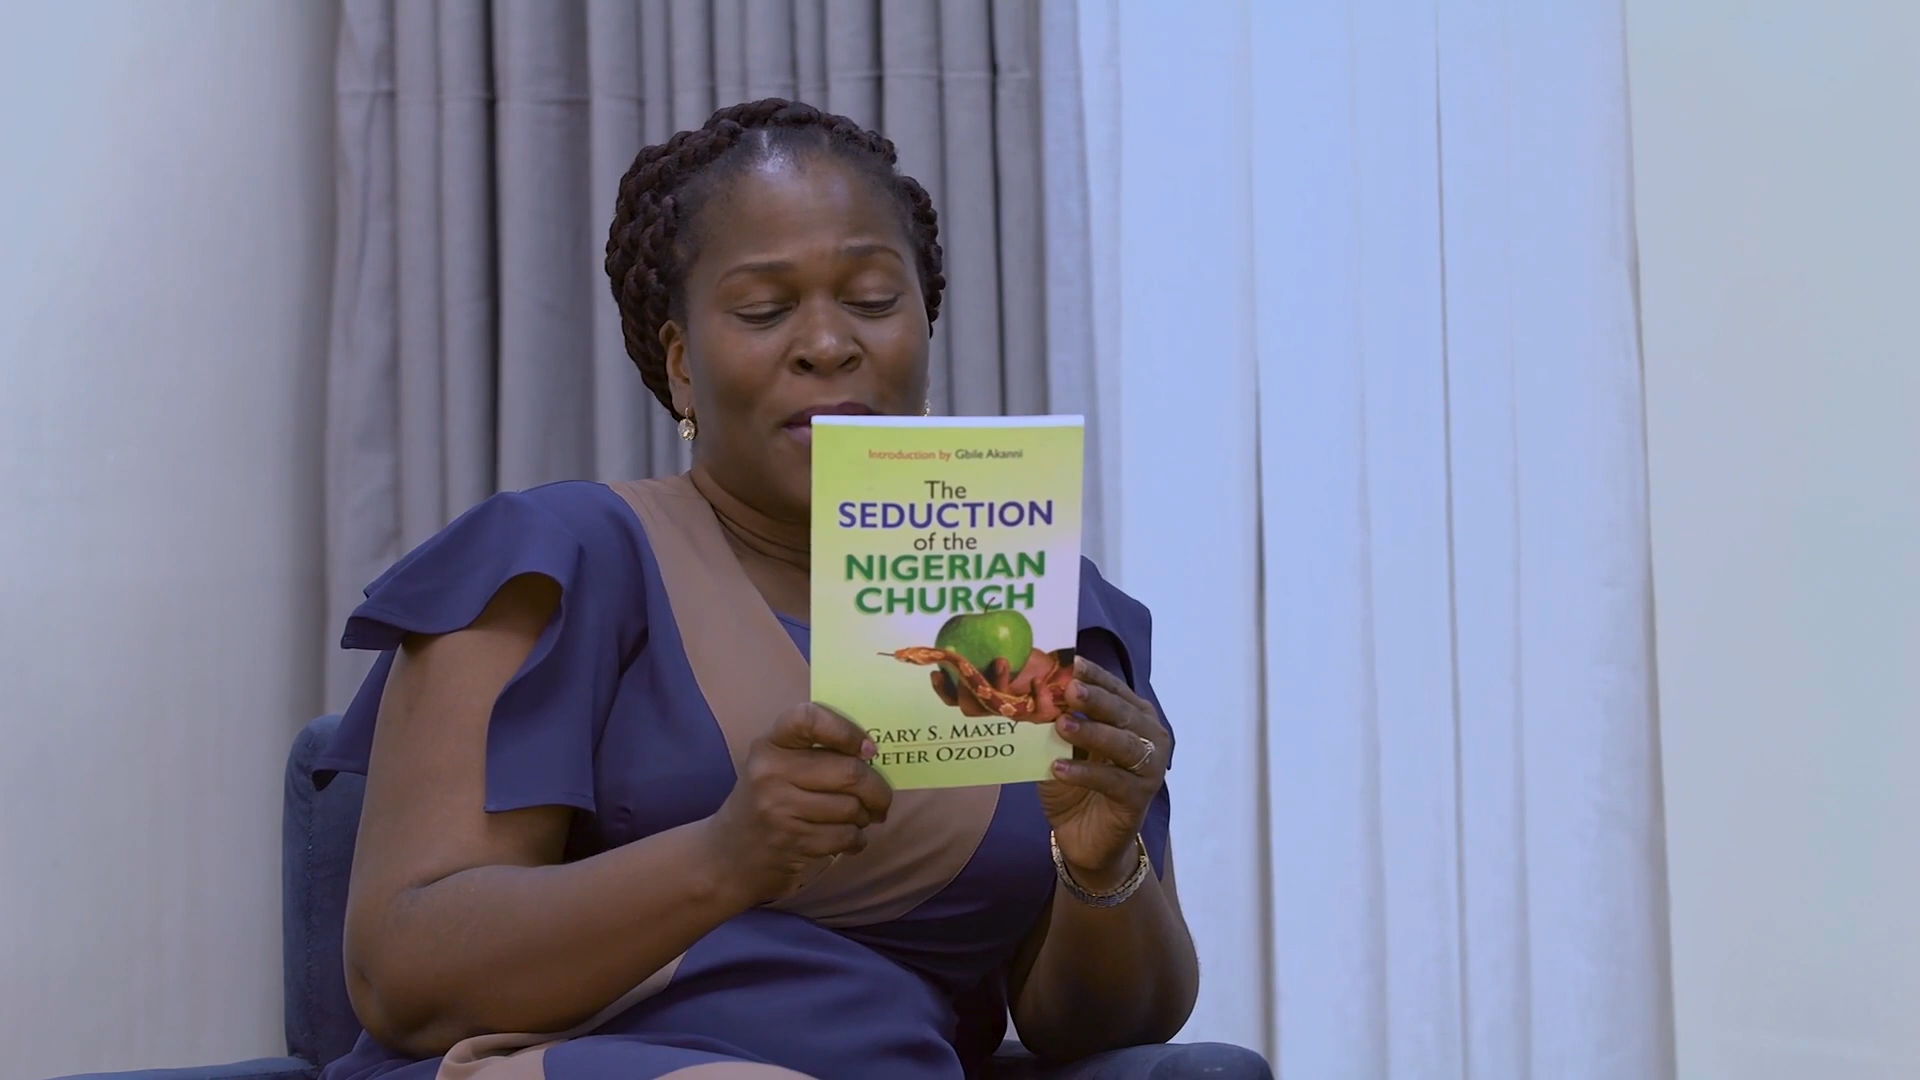 Introduction by Gbile Akanni
The
SEDUCTION
of the
NIGERIAN
CHURCH
GARY S. MAXEY
PETER OZODO